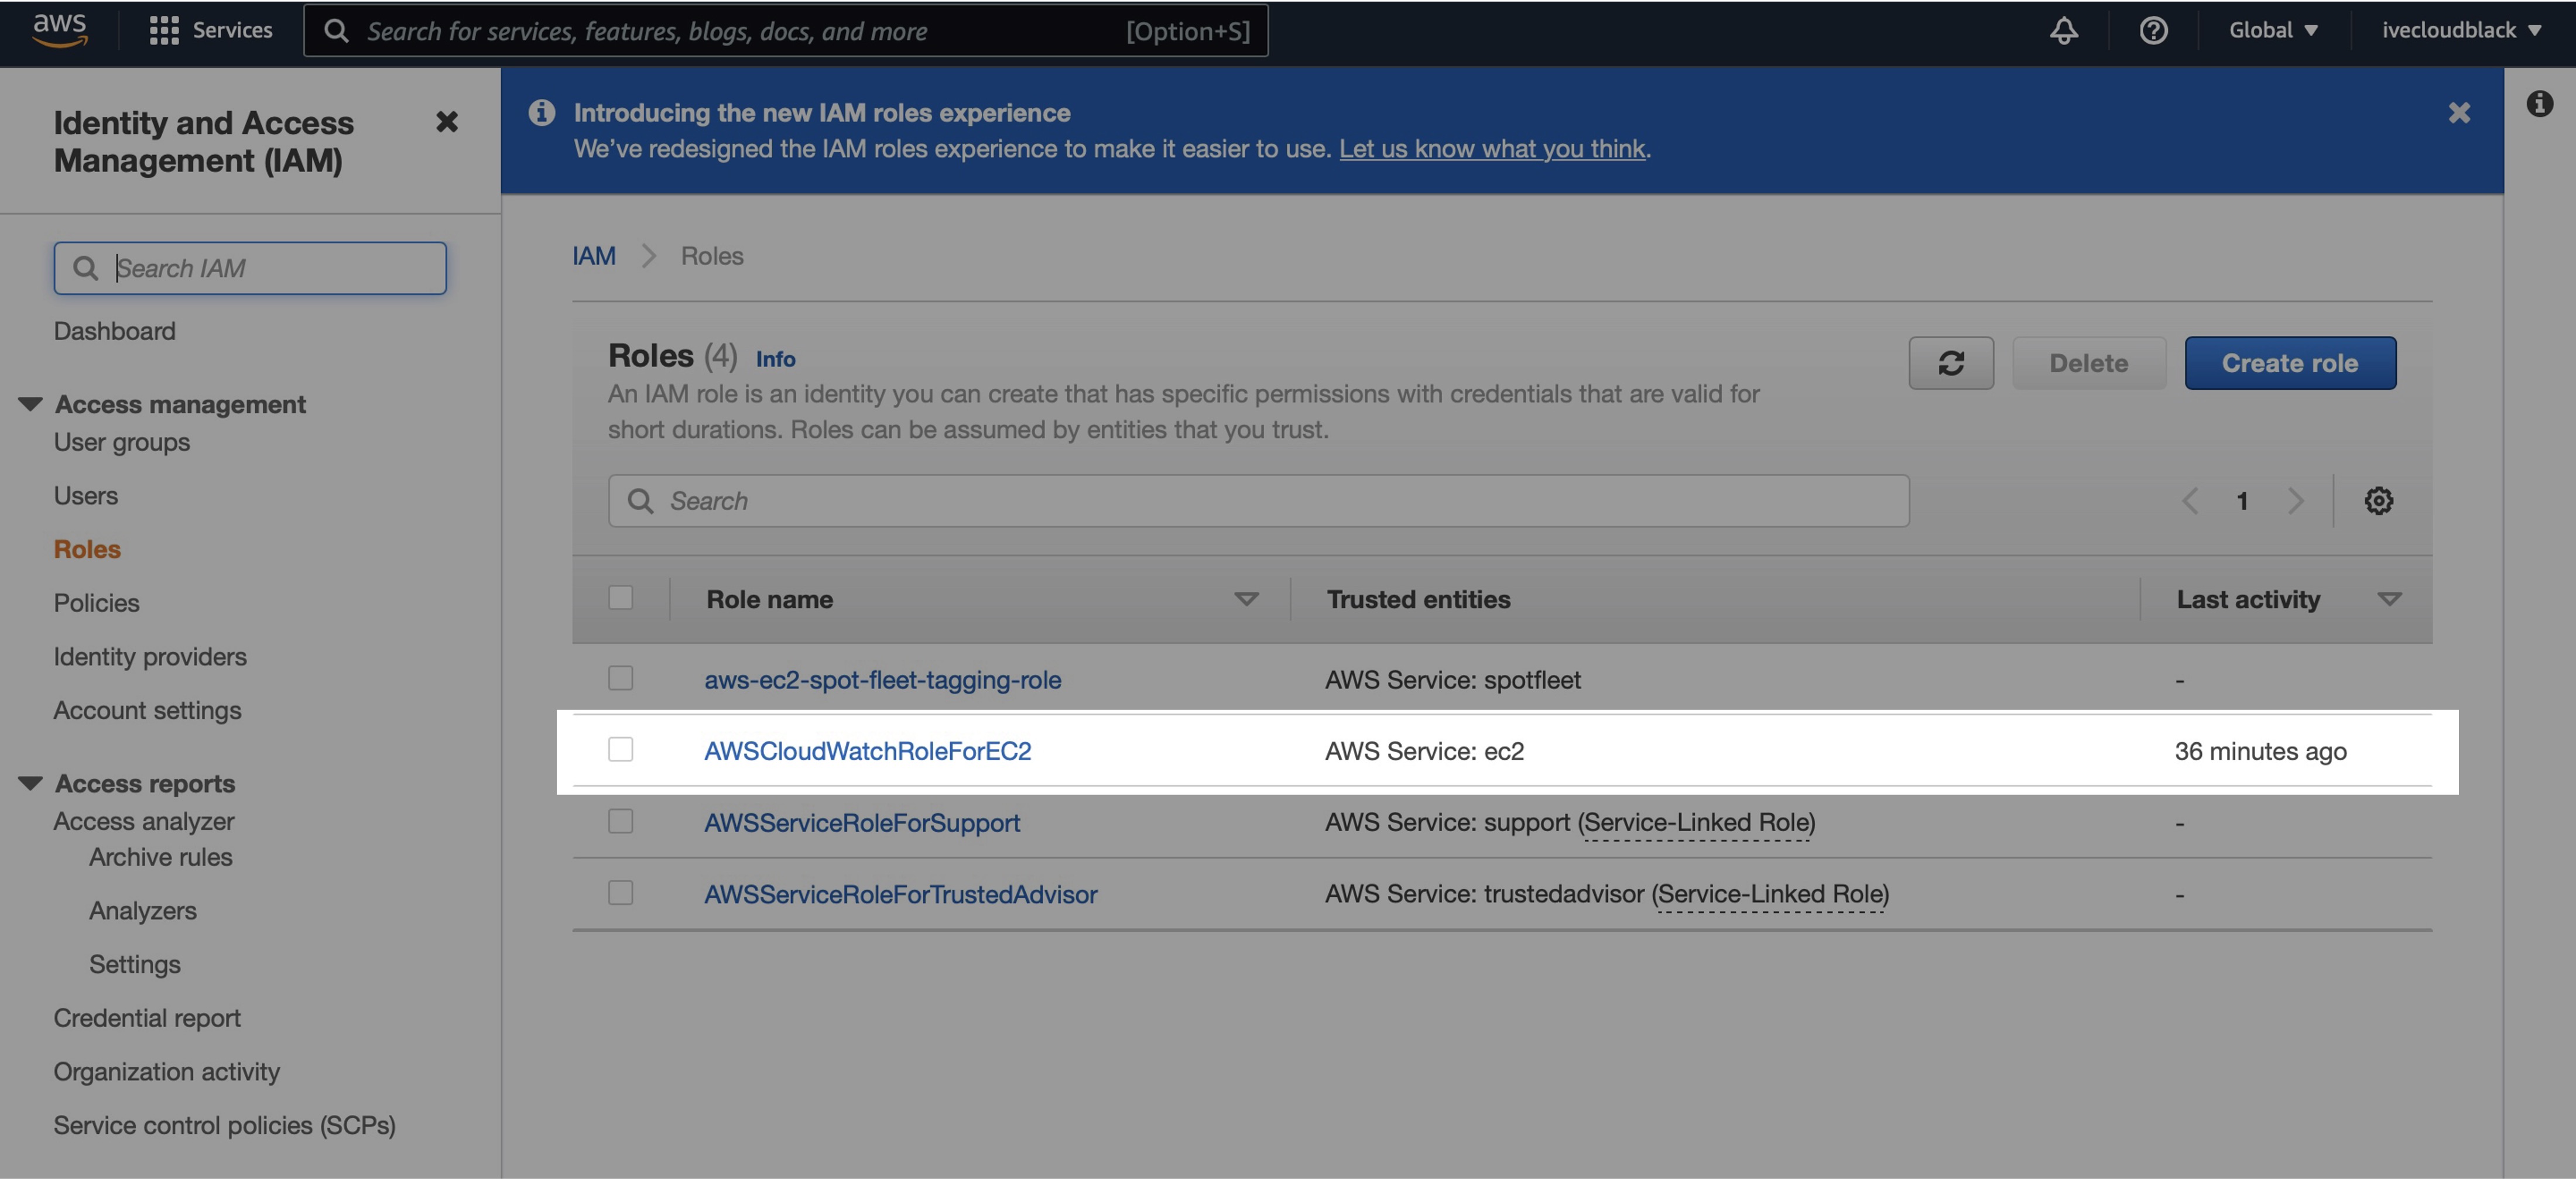 aws
Services
Search for services, features, blogs, docs, and more
[Option+S]
Global
ivecloudblack
Identity and Access
Management (IAM)
Search IAM
Dashboard
Access management
User groups
Users
Roles
Policies
Identity providers
Account settings
Access reports
Access analyzer
Archive rules
Analyzers
Settings
Credential report
Organization activity
Service control policies (SCPs)
Introducing the new IAM roles experience
We've redesigned the IAM roles experience to make it easier to use. Let us know what you think.
IAM
Roles
Roles (4) Info
An IAM role is an identity you can create that has specific permissions with credentials that are valid for
short durations. Roles can be assumed by entities that you trust.
Delete
Create role
Search
1
Role name
Trusted entities
Last activity
aws-ec2-spot-fleet-tagging-role
AWS Service: spotfleet
-
AWSCloudWatchRoleForEC2
AWS Service: ec2
36 minutes ago
AWSServiceRoleForSupport
AWS Service: support (Service-Linked Role)
-
AWSServiceRoleForTrustedAdvisor
AWS Service: trustedadvisor (Service-Linked Role)
-